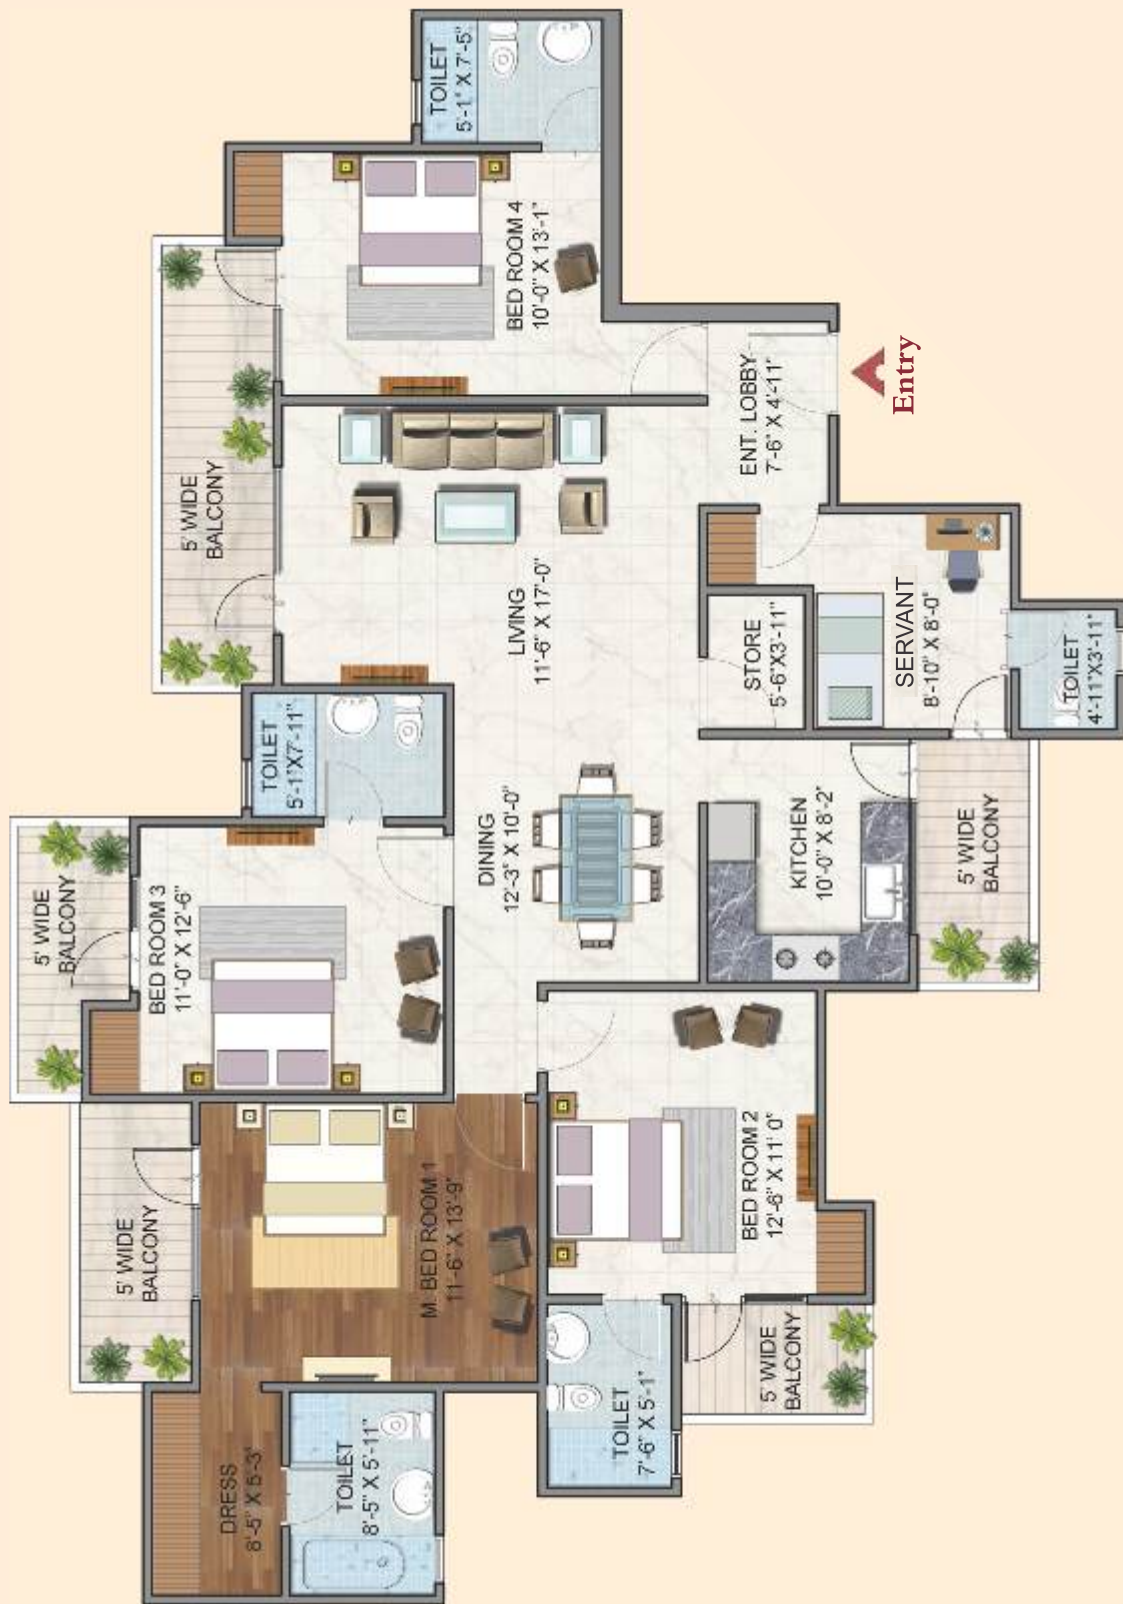 TOILET
5'-1" X 7'-5"
BED ROOM 4
10'-0" X 13'-1"
5' WIDE
BALCONY
ENT. LOBBY
7'-6" X 4'-11"
Entry
LIVING
11'-6" X 17'-0"
STORE
5'-6"X3'-11"
SERVANT
8'-10" X 8'-0"
TOILET
4'-11"X3'-11"
TOILET
5'-1"X7'-11"
DINING
12'-3" X 10'-0"
KITCHEN
10'-0" X 8'-2"
5' WIDE
BALCONY
5' WIDE
BALCONY
BED ROOM 3
11'-0" X 12'-6"
M. BED ROOM 1
11'-6" X 13'-9"
5' WIDE
BALCONY
BED ROOM 2
12'-6" X 11' 0"
5' WIDE
BALCONY
TOILET
7'-6" X 5'-1"
DRESS
8'-5" X 5'-3"
TOILET
8'-5" X 5'-11"